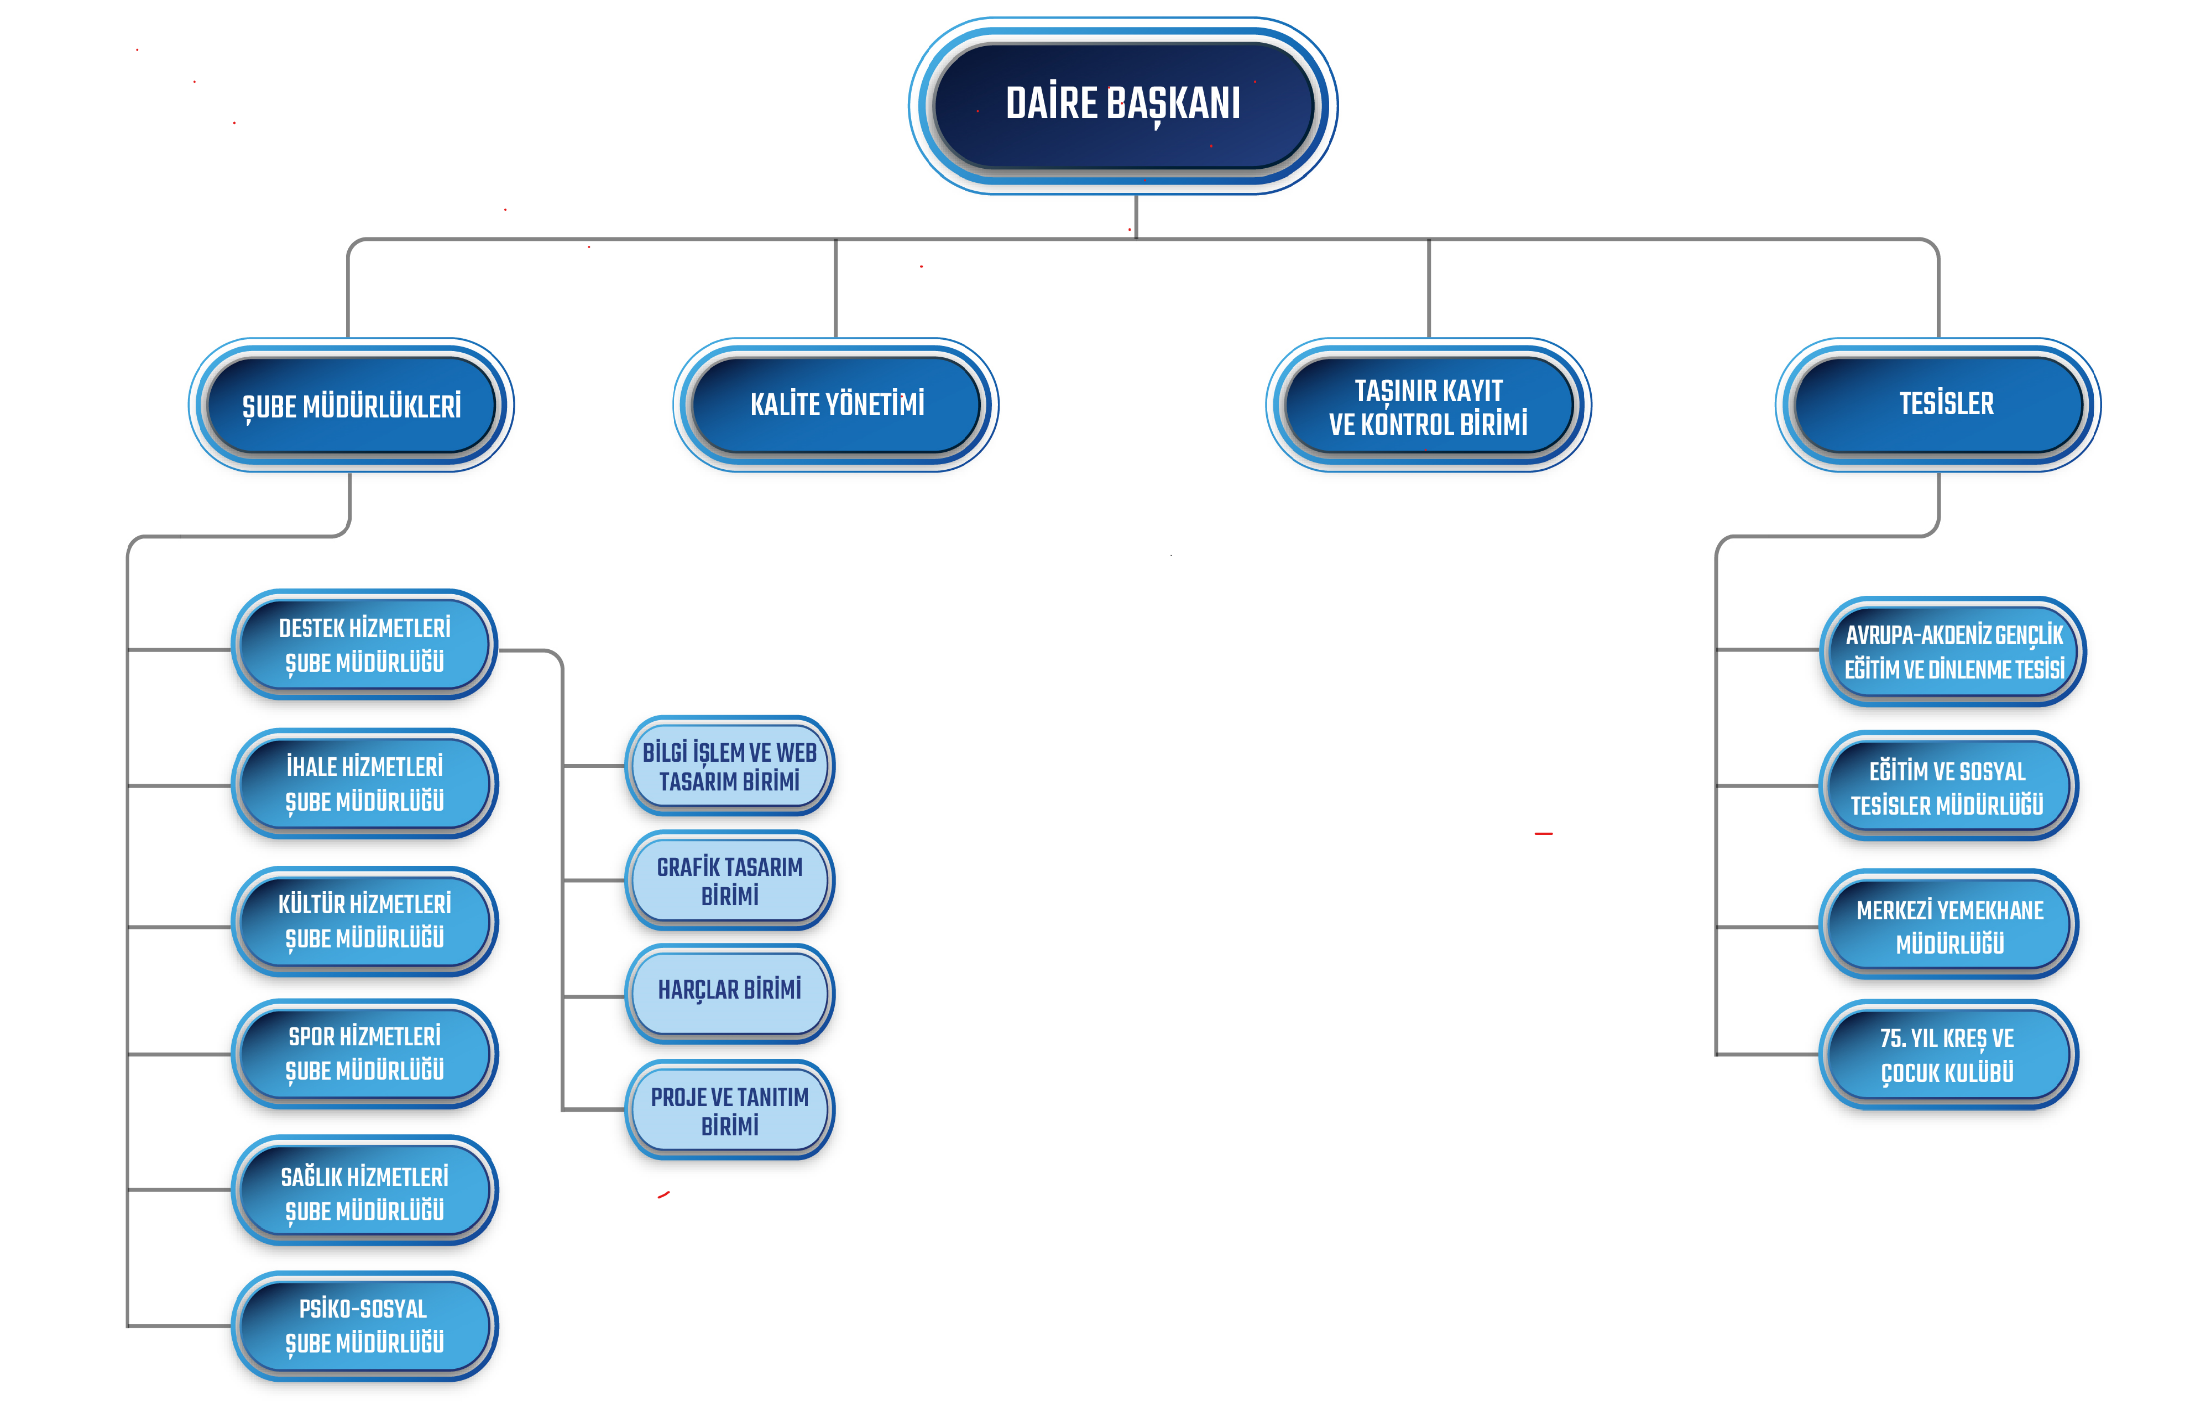 DAİRE BAŞKANI
ŞUBE MÜDÜRLÜKLERİ
KALİTE YÖNETİMİ
TAŞINIR KAYIT
VE KONTROL BİRİMİ
TESİSLER
DESTEK HİZMETLERİ
ŞUBE MÜDÜRLÜĞÜ
İHALE HİZMETLERİ
ŞUBE MÜDÜRLÜĞÜ
KÜLTÜR HİZMETLERİ
ŞUBE MÜDÜRLÜĞÜ
SPOR HİZMETLERİ
ŞUBE MÜDÜRLÜĞÜ
SAĞLIK HİZMETLERİ
ŞUBE MÜDÜRLÜĞÜ
PSİKO-SOSYAL
ŞUBE MÜDÜRLÜĞÜ
BİLGİ İŞLEM VE WEB
TASARIM BİRİMİ
GRAFİK TASARIM
BİRİMİ
HARÇLAR BİRİMİ
PROJE VE TANITIM
BİRİMİ
AVRUPA-AKDENİZ GENÇLİK
EĞİTİM VE DİNLENME TESİSİ
EĞİTİM VE SOSYAL
TESİSLER MÜDÜRLÜĞÜ
MERKEZİ YEMEKHANE
MÜDÜRLÜĞÜ
75. YIL KREŞ VE
ÇOCUK KULÜBÜ